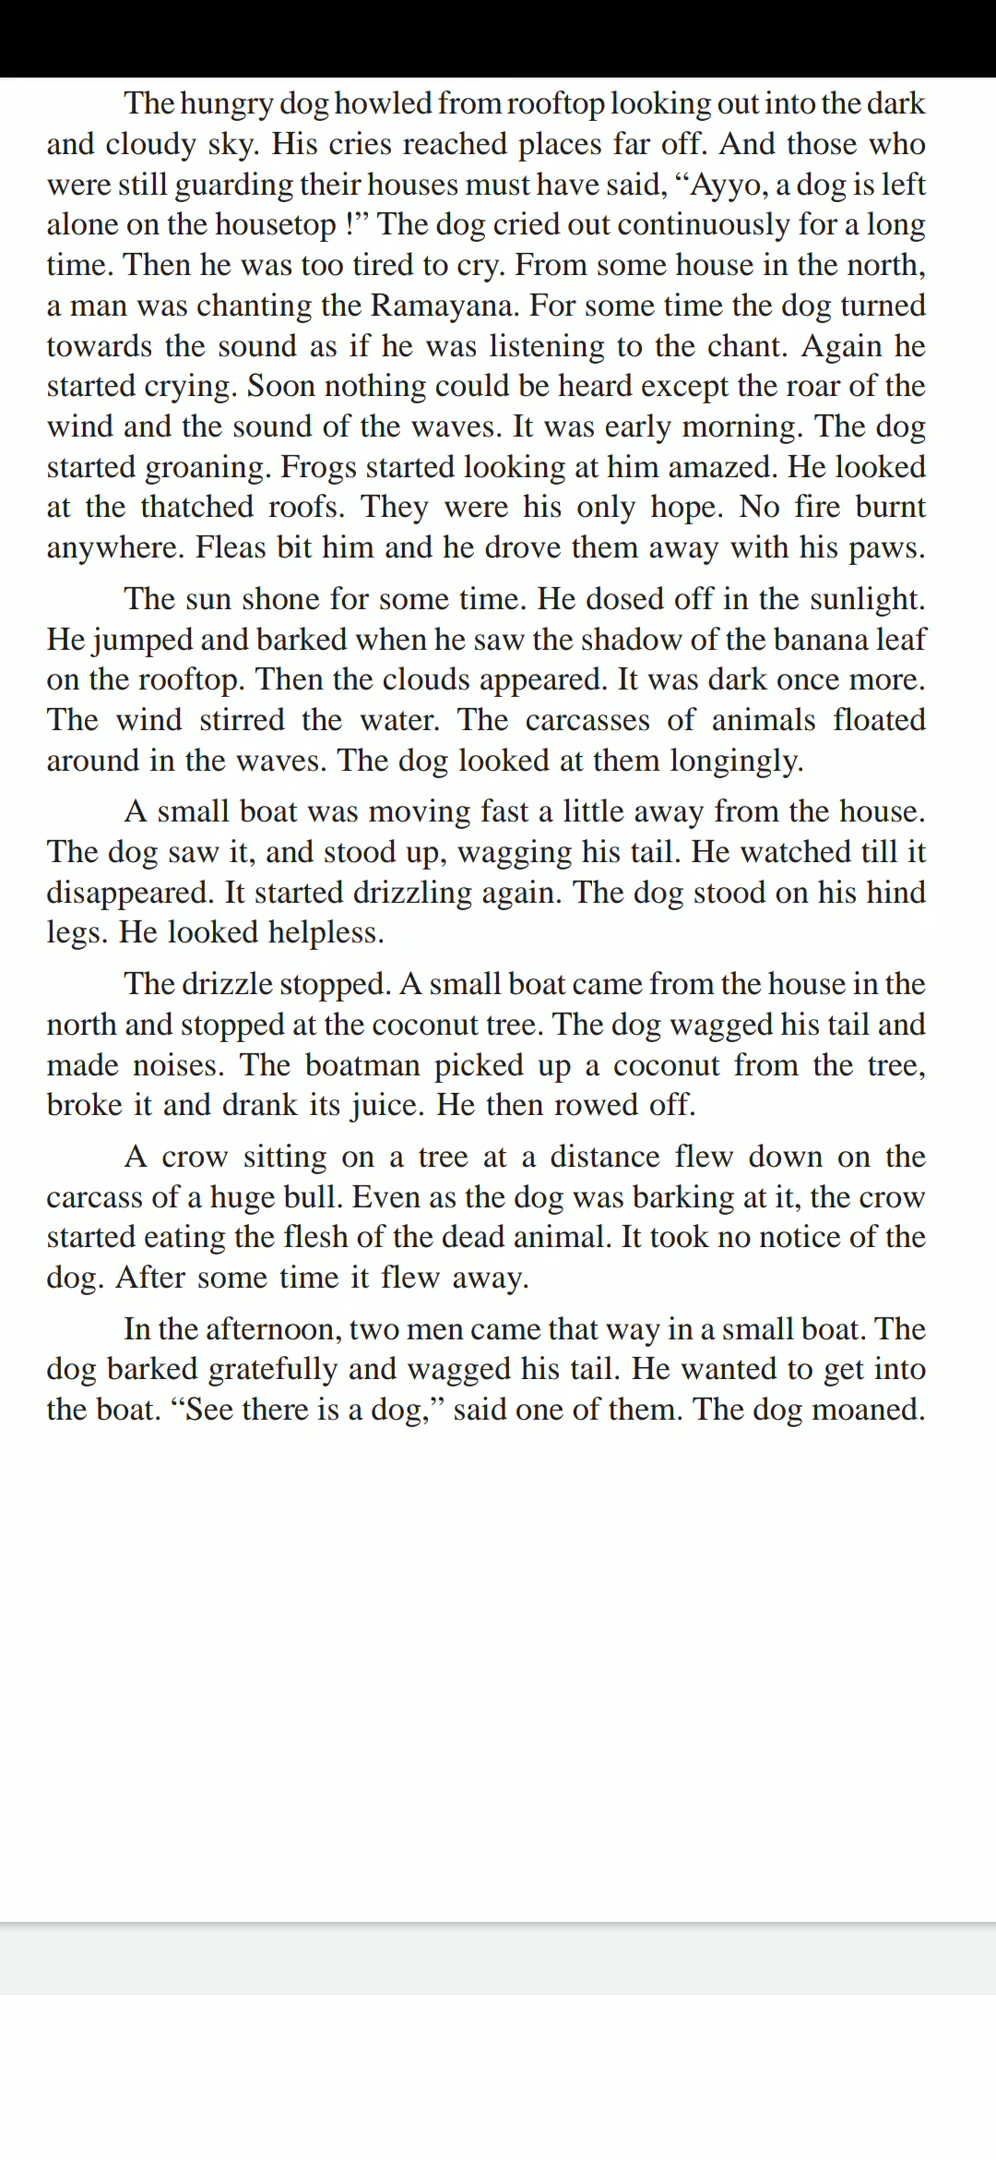 The hungry dog howled from rooftop looking out into the dark
and cloudy sky. His cries reached places far off. And those who
were still guarding their houses must have said, “Ayyo, a dog is left
alone on the housetop !” The dog cried out continuously for a long
time. Then he was too tired to cry. From some house in the north,
a man was chanting the Ramayana. For some time the dog turned
towards the sound as if he was listening to the chant. Again he
started crying. Soon nothing could be heard except the roar of the
wind and the sound of the waves. It was early morning. The dog
started groaning. Frogs started looking at him amazed. He looked
at the thatched roofs. They were his only hope. No fire burnt
anywhere. Fleas bit him and he drove them away with his paws.
The sun shone for some time. He dosed off in the sunlight.
He jumped and barked when he saw the shadow of the banana leaf
on the rooftop. Then the clouds appeared. It was dark once more.
The wind stirred the water. The carcasses of animals floated
around in the waves. The dog looked at them longingly.
A small boat was moving fast a little away from the house.
The dog saw it, and stood up, wagging his tail. He watched till it
disappeared. It started drizzling again. The dog stood on his hind
legs. He looked helpless.
The drizzle stopped. A small boat came from the house in the
north and stopped at the coconut tree. The dog wagged his tail and
made noises. The boatman picked up a coconut from the tree,
broke it and drank its juice. He then rowed off.
A crow sitting on a tree at a distance flew down on the
carcass of a huge bull. Even as the dog was barking at it, the crow
started eating the flesh of the dead animal. It took no notice of the
dog. After some time it flew away.
In the afternoon, two men came that way in a small boat. The
dog barked gratefully and wagged his tail. He wanted to get into
the boat. “See there is a dog,” said one of them. The dog moaned.